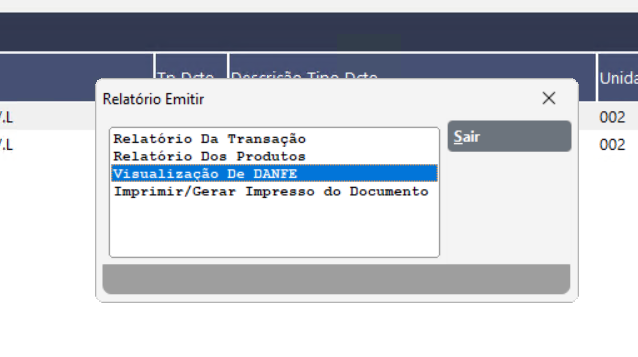 Tp Dcto Descrição Tipo Dcto
Relatório Emitir
Relatório Da Transação
Relatório Dos Produtos
Visualização De DANFE
Imprimir/Gerar Impresso do Documento
Sair
002
002